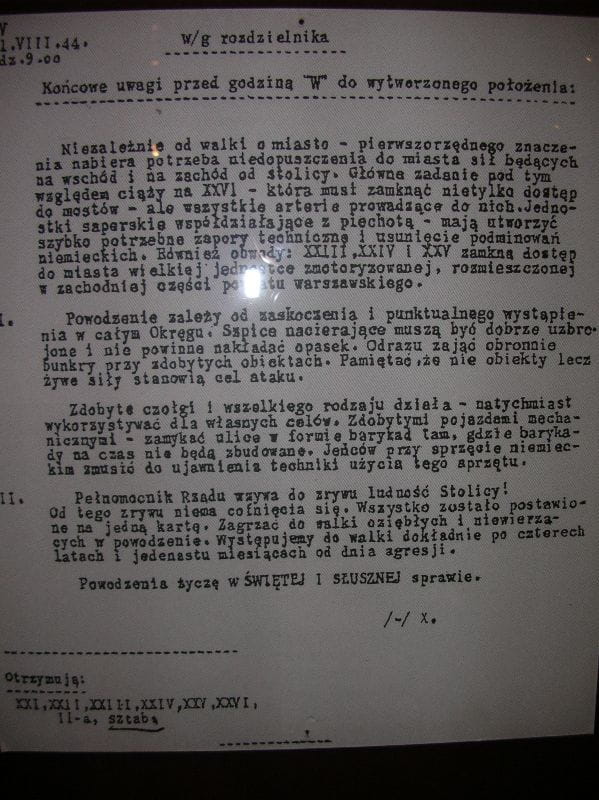 V
1.VIII.44.
dz.9.00
w/g rozdzielnika
Końcowe uwagi przed godziną "W" do wytworzonego położenia:
Niezależnie od walki o miasto - pierwszorzędnego znacze-
nia nabiera potrzeba niedopuszczenia do miasta sił będących
na wschód i na zachód od stolicy. Główne zadanie pod tym
względem ciąży na XXVI - która musi zamknąć nietylko dostęp
do mostów - ale wszystkie arterie prowadzące do nich.Jedno-
stki saperskie współdziałające z piechotą - mają utworzyć
szybko potrzebne zapory techniczne i usunięcie podminowań
niemieckich. Również obwody: XXIII,XXIV i XXV zamkną dostęp
do miasta wielkiej jednostce zmotoryzowanej, rozmieszczonej
w zachodniej części powiatu warszawskiego.
I. Powodzenie zależy od zaskoczenia i punktualnego wystąpie-
nia w całym Okręgu. Szpice nacierające muszą być dobrze uzbro-
jone i nie powinne nakładać opasek. Odrazu zająć obronnie
bunkry przy zdobytych obiektach. Pamiętać,że nie obiekty lecz
żywe siły stanowią cel ataku.
Zdobyte czołgi i wszelkiego rodzaju działa - natychmiast
wykorzystywać dla własnych celów. Zdobytymi pojazdami mecha-
nicznymi - zamykać ulice w formie barykad tam, gdzie baryka-
dy na czas nie będą zbudowane. Jeńców przy sprzęcie niemiec-
kim zmusić do ujawnienia techniki użycia tego sprzętu.
II. Pełnomocnik Rządu wzywa do zrywu ludność Stolicy!
Od tego zrywu niema cofnięcia się. Wszystko zostało postawio-
ne na jedną kartę. Zagrzać do walki oziębłych i niewierzą-
cych w powodzenie. Występujemy do walki dokładnie po czterech
latach i jedenastu miesiącach od dnia agresji.
Powodzenia życzę w ŚWIĘTEJ I SŁUSZNEJ sprawie.
/-/ X.
Otrzymują:
XXI,XXII,XXIII,XXIV,XXV,XXVI,
II-a, sztab,